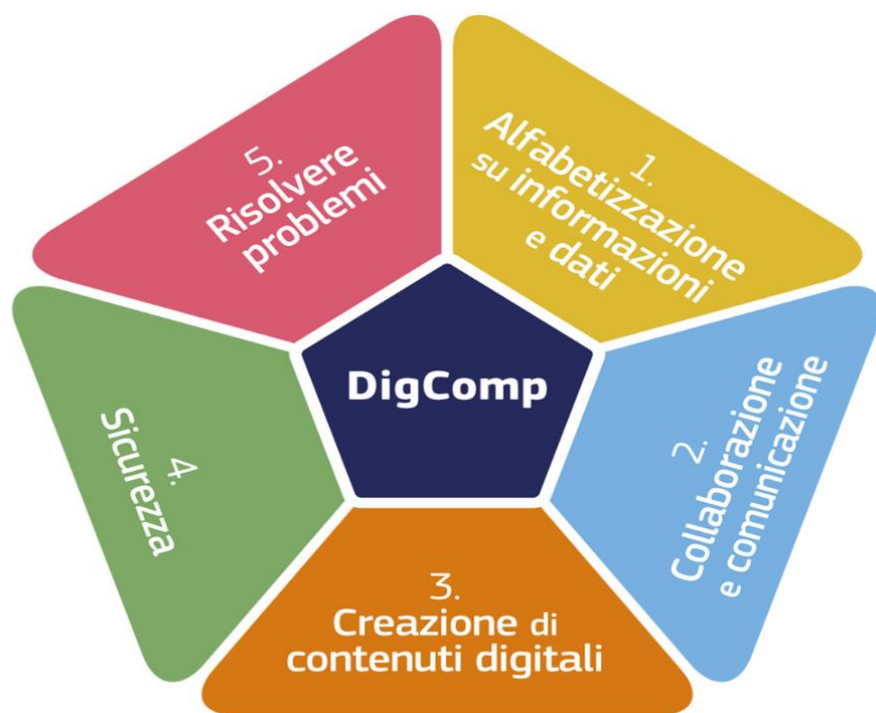 1.
Alfabetizzazione
su informazioni
e dati
2.
Collaborazione
e comunicazione
3.
Creazione di
contenuti digitali
4.
Sicurezza
5.
Risolvere
problemi
DigComp